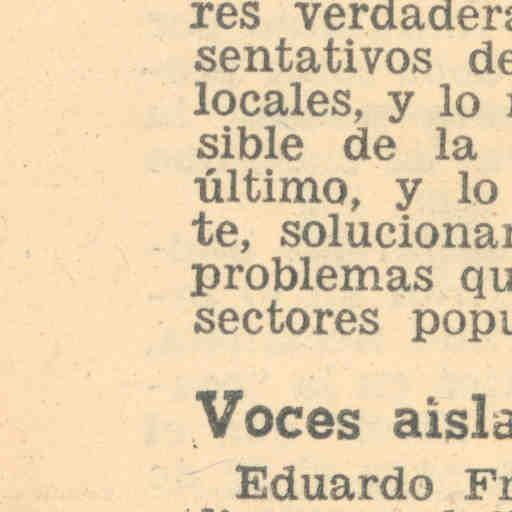 res verdadera
sentativos de
locales, y lo
sible de la
último, y lo
te, solucionar
problemas qu
sectores popu
Voces aisla
Eduardo Fr